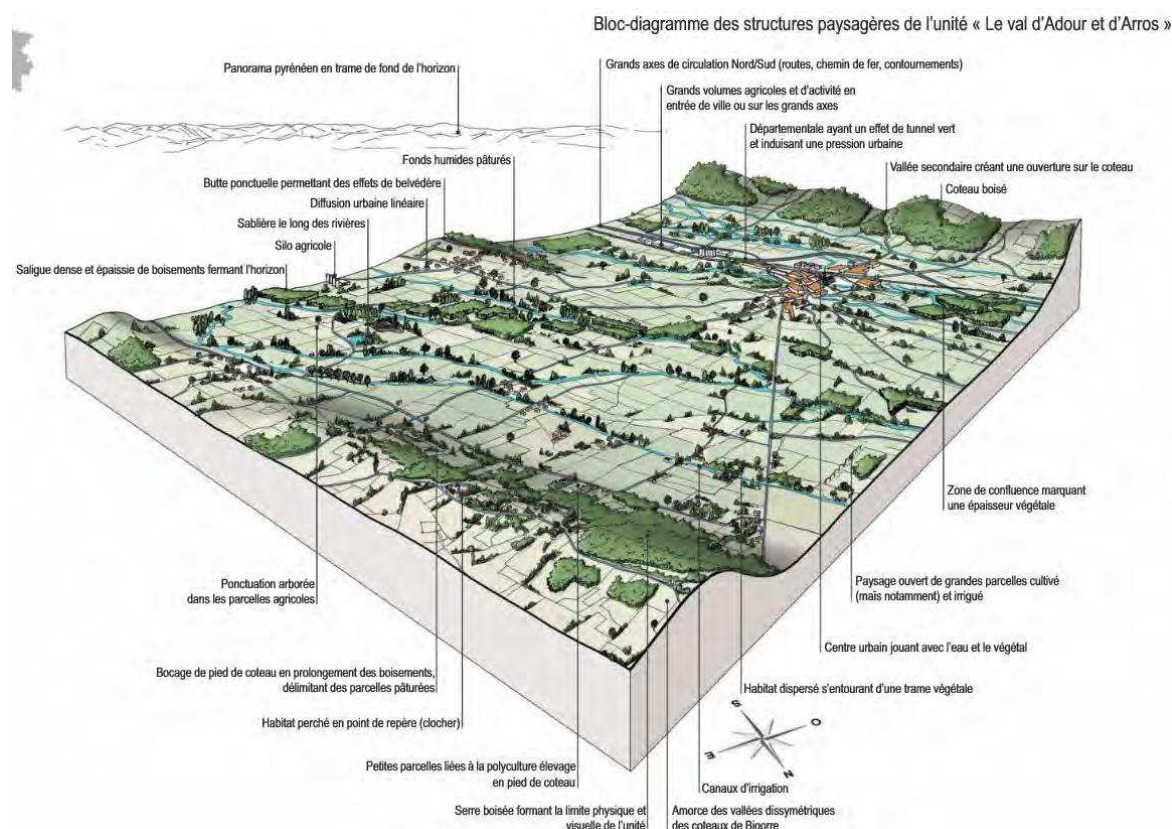 Bloc-diagramme des structures paysagères de l'unité « Le val d'Adour et d'Arros »
Panorama pyrénéen en trame de fond de l'horizon
Grands axes de circulation Nord/Sud (routes, chemin de fer, contournements)
Grands volumes agricoles et d'activité en
entrée de ville ou sur les grands axes
Départementale ayant un effet de tunnel vert
et induisant une pression urbaine
Fonds humides pâturés
Vallée secondaire créant une ouverture sur le coteau
Butte ponctuelle permettant des effets de belvédère
Coteau boisé
Diffusion urbaine linéaire
Sablière le long des rivières
Silo agricole
Saligue dense et épaissie de boisements fermant l'horizon
Zone de confluence marquant
une épaisseur végétale
Ponctuation arborée
dans les parcelles agricoles
Paysage ouvert de grandes parcelles cultivé
(maïs notamment) et irrigué
Centre urbain jouant avec l'eau et le végétal
Bocage de pied de coteau en prolongement des boisements,
délimitant des parcelles pâturées
Habitat dispersé s'entourant d'une trame végétale
Habitat perché en point de repère (clocher)
S
O
E
N
Petites parcelles liées à la polyculture élevage
en pied de coteau
Canaux d'irrigation
Serre boisée formant la limite physique et
visuelle de l'unité
Amorce des vallées dissymétriques
des coteaux de Bigorre